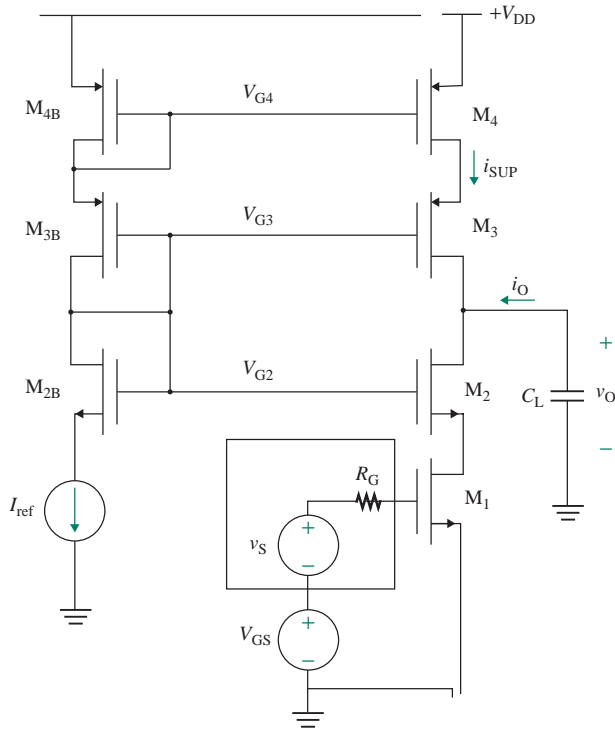 +V_DD
M_4B
V_G4
M_4
i_SUP
M_3B
V_G3
M_3
i_O
M_2B
V_G2
M_2
C_L
+
v_O
−
R_G
M_1
I_ref
v_S
+
−
V_GS
+
−